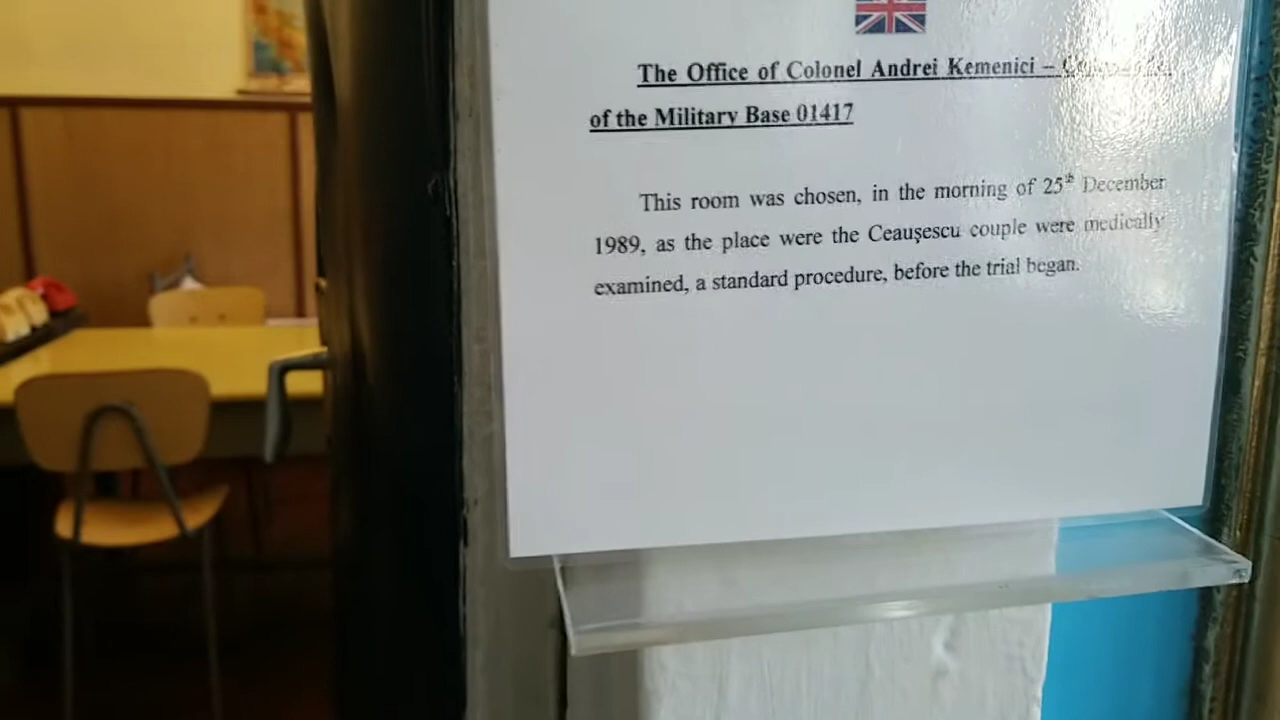 The Office of Colonel Andrei Kemenici –
of the Military Base 01417
This room was chosen, in the morning of 25th December
1989, as the place were the Ceaușescu couple were medically
examined, a standard procedure, before the trial began.